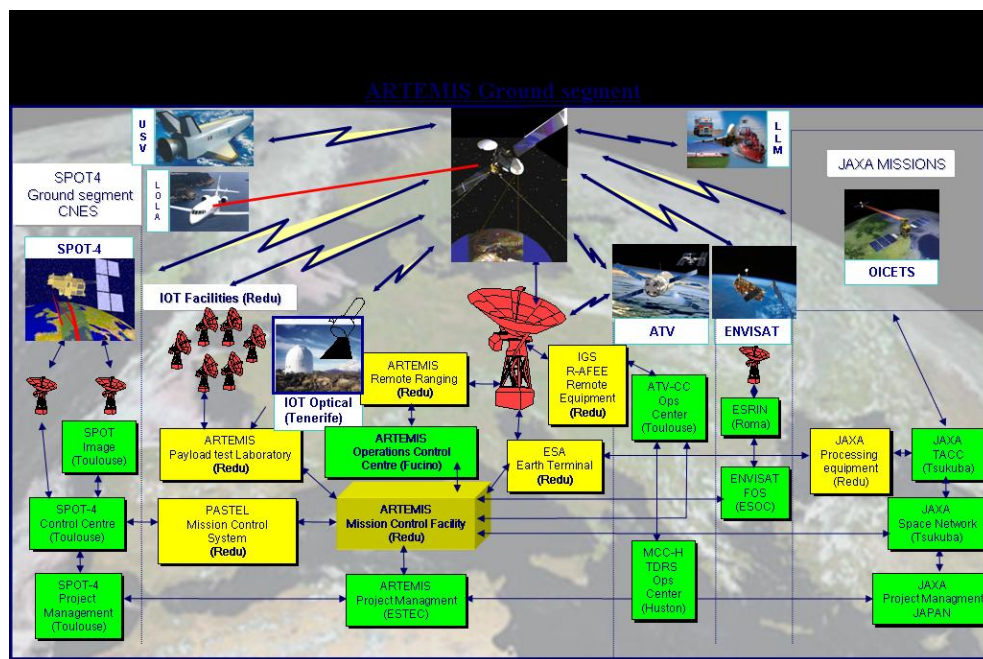 ARTEMIS Ground segment
U
S
V
L
O
L
A
L
L
M
SPOT4
Ground segment
CNES
JAXA MISSIONS
SPOT-4
OICETS
IOT Facilities (Redu)
ATV
ENVISAT
IOT Optical
(Tenerife)
ARTEMIS
Remote Ranging
(Redu)
IGS
R-AFEE
Remote
Equipment
(Redu)
ATV-CC
Ops
Center
(Toulouse)
ESRIN
(Roma)
SPOT
Image
(Toulouse)
ARTEMIS
Payload test Laboratory
(Redu)
ARTEMIS
Operations Control
Centre (Fucino)
ESA
Earth Terminal
(Redu)
JAXA
Processing
equipment
(Redu)
JAXA
TACC
(Tsukuba)
ENVISAT
FOS
(ESOC)
SPOT-4
Control Centre
(Toulouse)
PASTEL
Mission Control
System
(Redu)
ARTEMIS
Mission Control Facility
(Redu)
JAXA
Space Network
(Tsukuba)
MCC-H
TDRS
Ops
Center
(Huston)
SPOT-4
Project
Management
(Toulouse)
ARTEMIS
Project Managment
(ESTEC)
JAXA
Project Managment
JAPAN